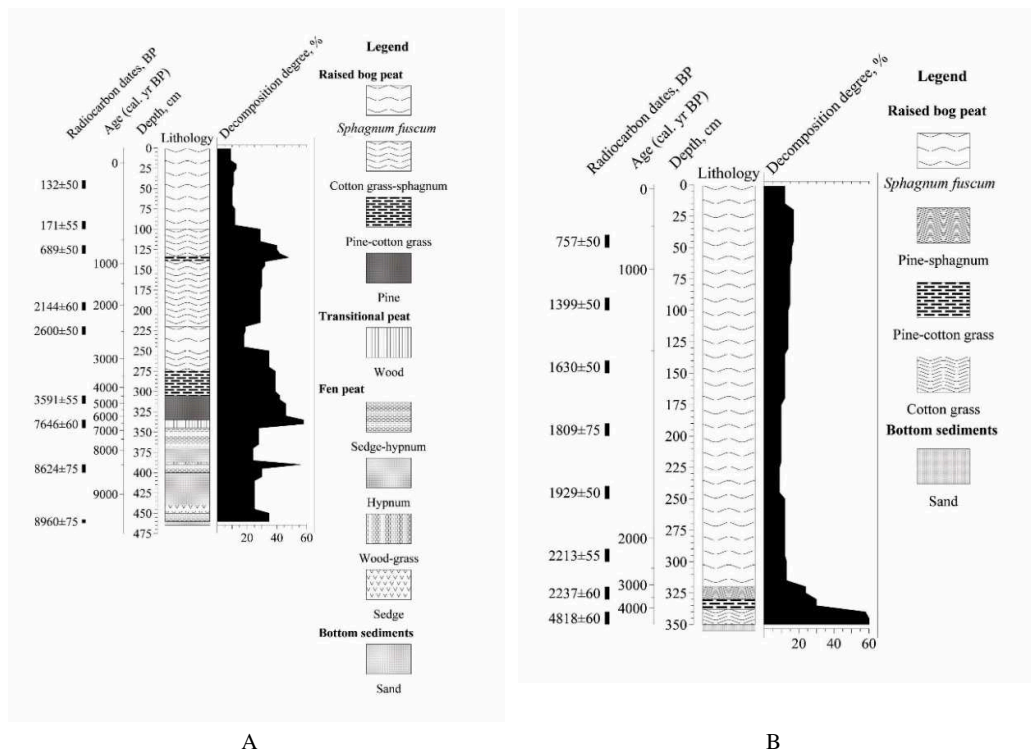 Radiocarbon dates, BP
Age (cal. yr BP)
Depth, cm
Lithology
Decomposition degree, %
0
1000
2000
3000
4000
5000
6000
7000
8000
9000
132±50
171±55
689±50
2144±60
2600±50
3591±55
7646±60
8624±75
8960±75
0
25
50
75
100
125
150
175
200
225
250
275
300
325
350
375
400
425
450
475
20 40 60
Legend
Raised bog peat
Sphagnum fuscum
Cotton grass-sphagnum
Pine-cotton grass
Pine
Transitional peat
Wood
Fen peat
Sedge-hypnum
Hypnum
Wood-grass
Sedge
Bottom sediments
Sand
A
Radiocarbon dates, BP
Age (cal. yr BP)
Depth, cm
Lithology
Decomposition degree, %
0
1000
2000
3000
4000
757±50
1399±50
1630±50
1809±75
1929±50
2213±55
2237±60
4818±60
0
25
50
75
100
125
150
175
200
225
250
275
300
325
350
20 40 60
Legend
Raised bog peat
Sphagnum fuscum
Pine-sphagnum
Pine-cotton grass
Cotton grass
Bottom sediments
Sand
B